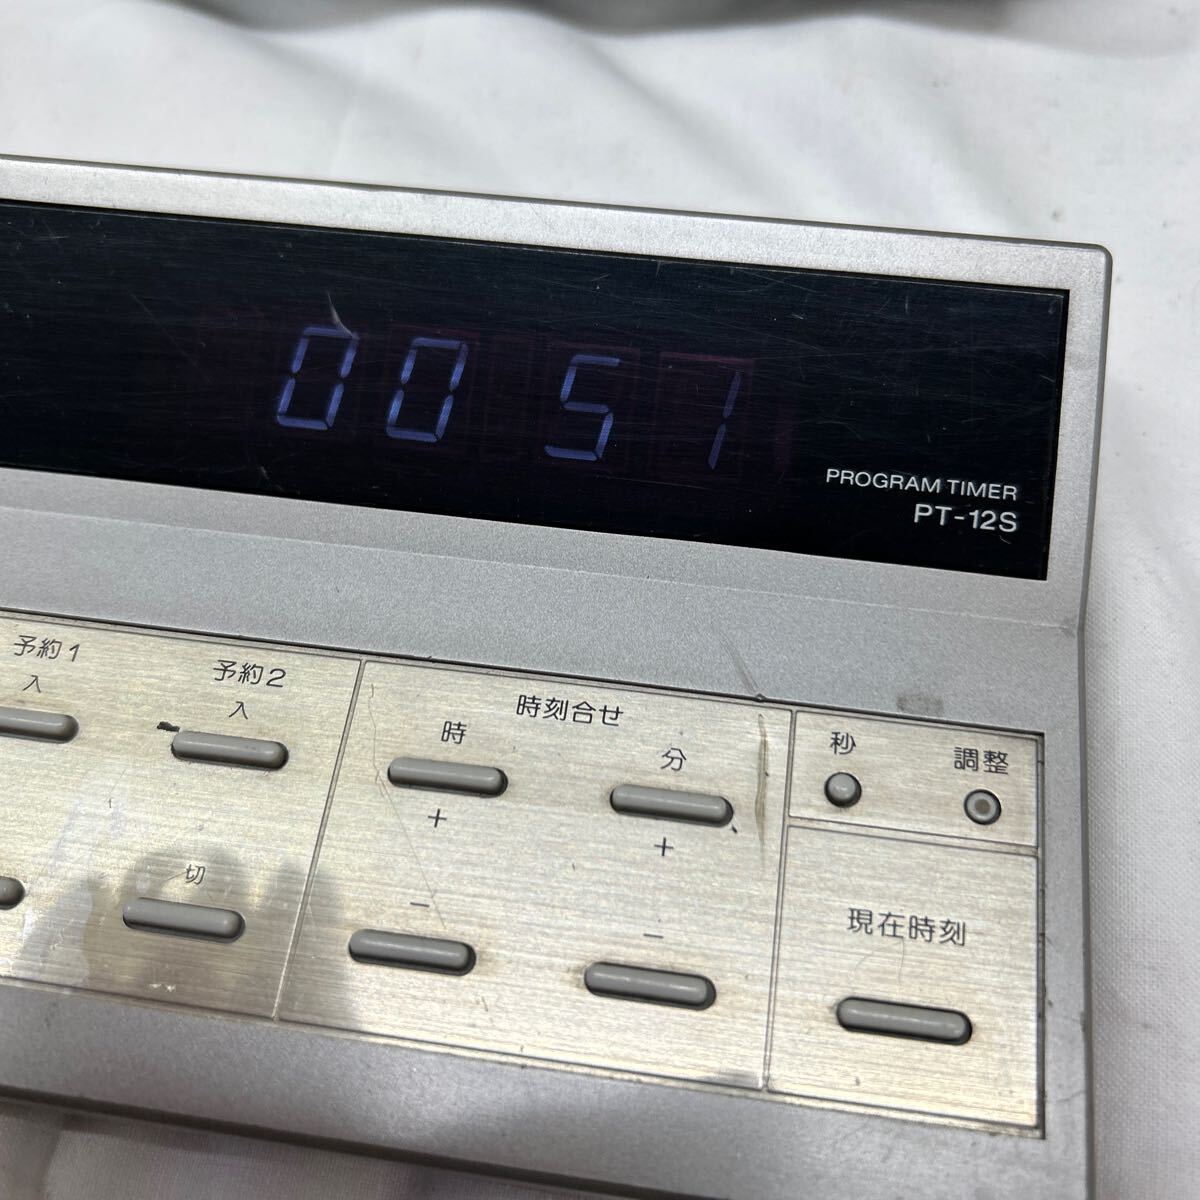 00 51
PROGRAM TIMER
PT-12S
予約1
入
予約2
入
切
時刻合せ
時
分
+
+
−
−
秒
調整
現在時刻